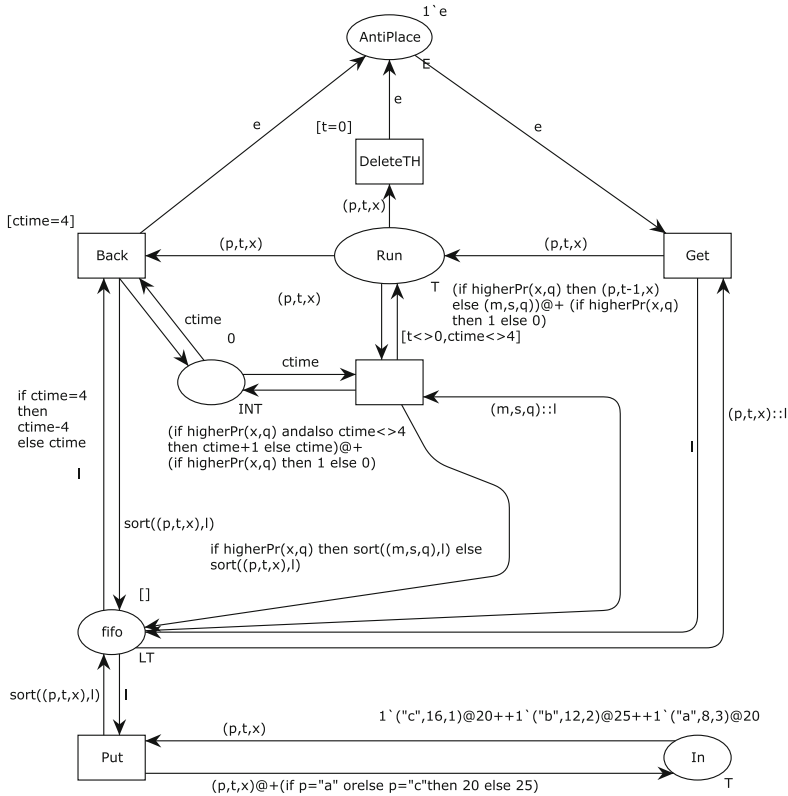 1`e
AntiPlace
E
e
e
e
[t=0]
DeleteTH
(p,t,x)
[ctime=4]
Back
(p,t,x)
Run
(p,t,x)
Get
T
(p,t,x)
(if higherPr(x,q) then (p,t-1,x)
else (m,s,q))@+ (if higherPr(x,q)
then 1 else 0)
[t<>0,ctime<>4]
ctime
0
ctime
INT
if ctime=4
then
ctime-4
else ctime
(if higherPr(x,q) andalso ctime<>4
then ctime+1 else ctime)@+
(if higherPr(x,q) then 1 else 0)
(m,s,q)::l
(p,t,x)::l
l
l
sort((p,t,x),l)
if higherPr(x,q) then sort((m,s,q),l) else
sort((p,t,x),l)
[]
fifo
LT
sort((p,t,x),l)
l
1`("c",16,1)@20++1`("b",12,2)@25++1`("a",8,3)@20
(p,t,x)
Put
In
T
(p,t,x)@+(if p="a" orelse p="c"then 20 else 25)